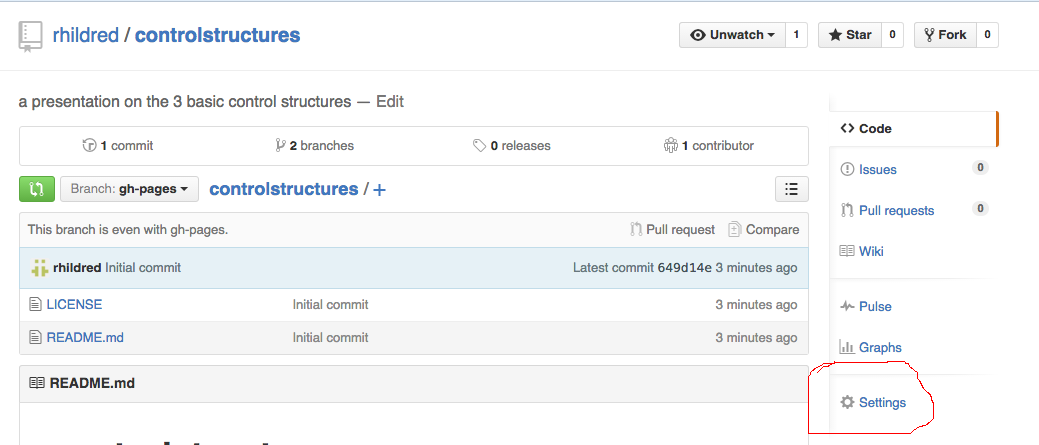 rhildred / controlstructures
Unwatch 1 Star 0 Fork 0
a presentation on the 3 basic control structures — Edit
1 commit 2 branches 0 releases 1 contributor
Branch: gh-pages controlstructures / +
This branch is even with gh-pages. Pull request Compare
rhildred Initial commit Latest commit 649d14e 3 minutes ago
LICENSE Initial commit 3 minutes ago
README.md Initial commit 3 minutes ago
README.md
Code
Issues 0
Pull requests 0
Wiki
Pulse
Graphs
Settings